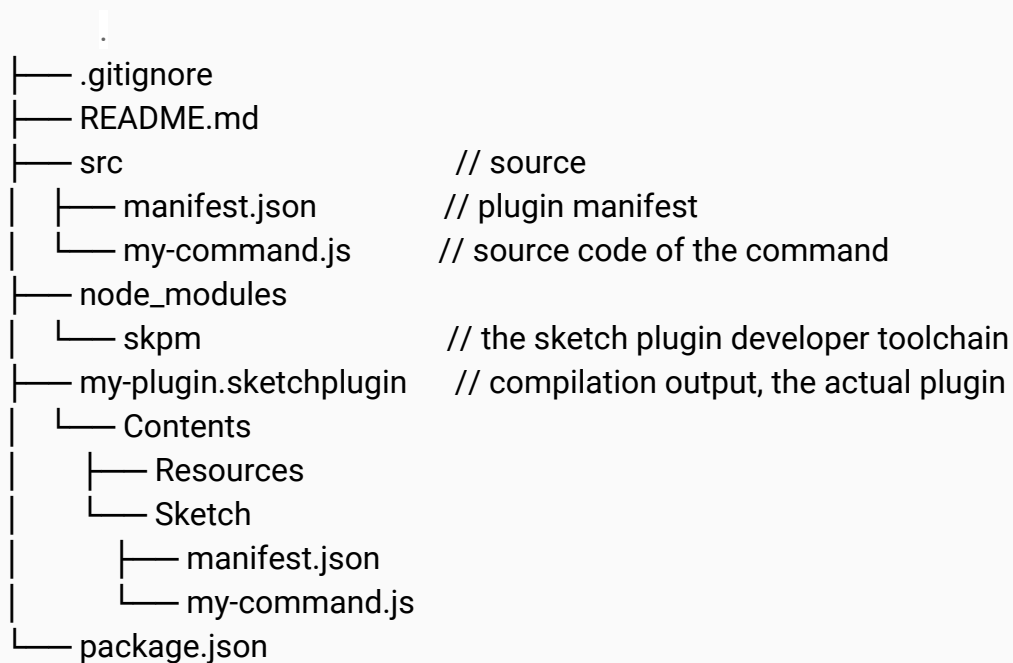 .
├── .gitignore
├── README.md
├── src // source
│ ├── manifest.json // plugin manifest
│ └── my-command.js // source code of the command
├── node_modules
│ └── skpm // the sketch plugin developer toolchain
├── my-plugin.sketchplugin // compilation output, the actual plugin
│ └── Contents
│ ├── Resources
│ └── Sketch
│ ├── manifest.json
│ └── my-command.js
└── package.json